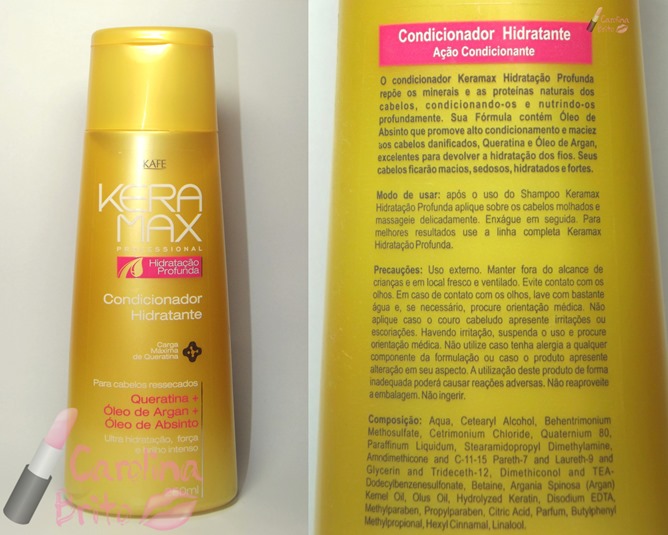 KAFE
KERA
MAX
PROFESSIONAL
Hidratação
Profunda
Condicionador
Hidratante
Carga
Máxima
de Queratina
Para cabelos ressecados
Queratina +
Óleo de Argan +
Óleo de Absinto
Ultra hidratação, força
e brilho intenso
Carolina
Brito
Condicionador Hidratante
Ação Condicionante
O condicionador Keramax Hidratação Profunda
repõe os minerais e as proteínas naturais dos
cabelos, condicionando-os e nutrindo-os
profundamente. Sua Fórmula contém Óleo de
Absinto que promove alto condicionamento e maciez
aos cabelos danificados, Queratina e Óleo de Argan,
excelentes para devolver a hidratação dos fios. Seus
cabelos ficarão macios, sedosos, hidratados e fortes.
Modo de usar: após o uso do Shampoo Keramax
Hidratação Profunda aplique sobre os cabelos molhados e
massageie delicadamente. Enxágue em seguida. Para
melhores resultados use a linha completa Keramax
Hidratação Profunda.
Precauções: Uso externo. Manter fora do alcance de
crianças e em local fresco e ventilado. Evite contato com os
olhos. Em caso de contato com os olhos, lave com bastante
água e, se necessário, procure orientação médica. Não
aplique caso o couro cabeludo apresente irritações ou
escoriações. Havendo irritação, suspenda o uso e procure
orientação médica. Não utilize caso tenha alergia a qualquer
componente da formulação ou caso o produto apresente
alteração em seu aspecto. A utilização deste produto de forma
inadequada poderá causar reações adversas. Não reaproveite
a embalagem. Não ingerir.
Composição: Aqua, Cetearyl Alcohol, Behentrimonium
Methosulfate, Cetrimonium Chloride, Quaternium 80,
Paraffinum Liquidum, Stearamidopropyl Dimethylamine,
Amodimethicone and C-11-15 Pareth-7 and Laureth-9 and
Glycerin and Trideceth-12, Dimethiconol and TEA-
Dodecylbenzenesulfonate, Betaine, Argania Spinosa (Argan)
Kernel Oil, Olus Oil, Hydrolyzed Keratin, Disodium EDTA,
Methylparaben, Propylparaben, Citric Acid, Parfum, Butylphenyl
Methylpropional, Hexyl Cinnamal, Linalool.
Carolina
Brito